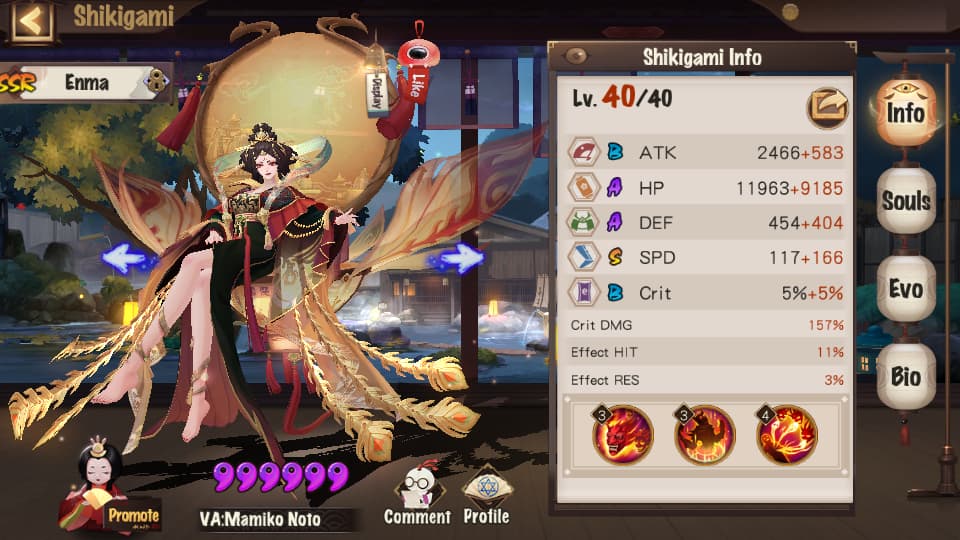 Shikigami
SSR
Enma
Display
Like
Shikigami Info
Lv. 40/40
B ATK 2466+583
A HP 11963+9185
A DEF 454+404
S SPD 117+166
B Crit 5%+5%
Crit DMG 157%
Effect HIT 11%
Effect RES 3%
3 3 4
Info
Souls
Evo
Bio
Promote
VA:Mamiko Noto
Comment
Profile